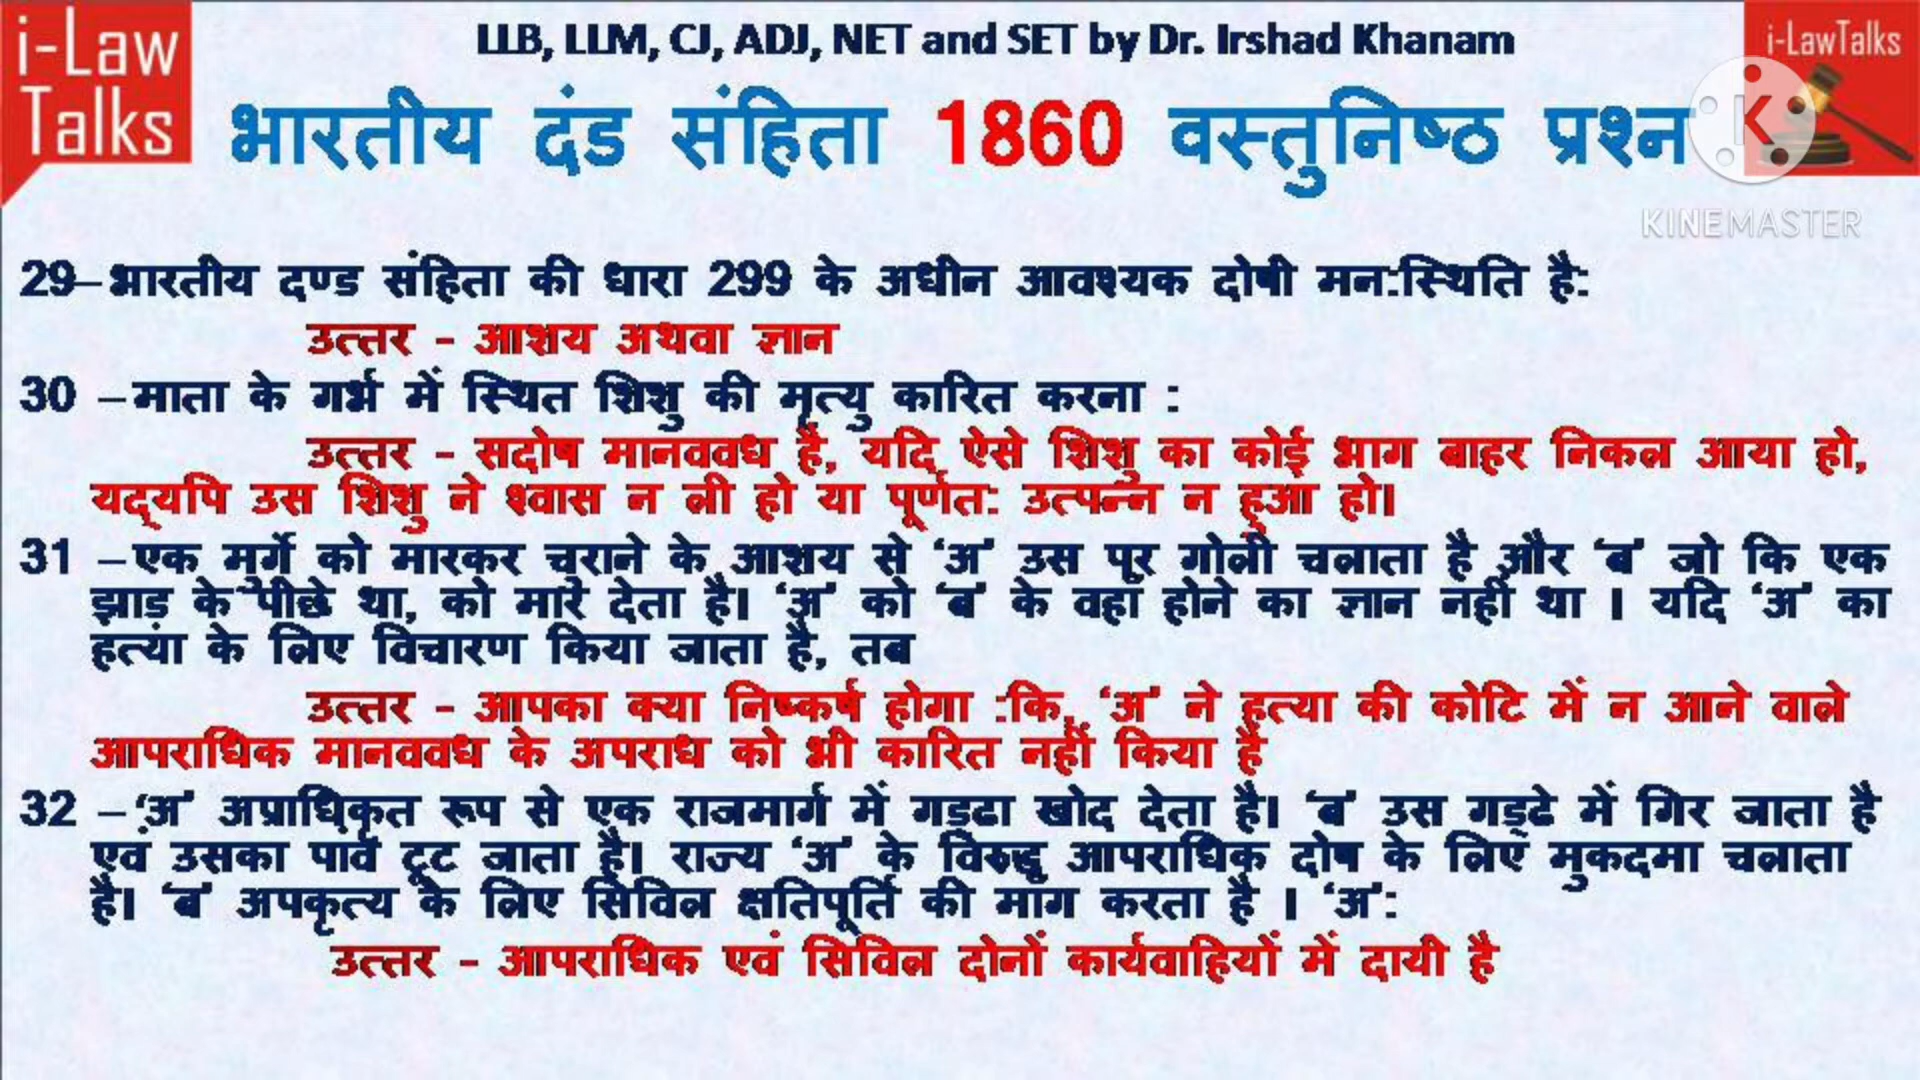 i-Law
Talks
LLB, LLM, CJ, ADJ, NET and SET by Dr. Irshad Khanam
i-LawTalks
भारतीय दंड संहिता 1860 वस्तुनिष्ठ प्रश्न
K
KINEMASTER
29–भारतीय दण्ड संहिता की धारा 299 के अधीन आवश्यक दोषी मन:स्थिति है:
उत्तर - आशय अथवा ज्ञान
30 –माता के गर्भ में स्थित शिशु की मृत्यु कारित करना :
उत्तर - सदोष मानववध है, यदि ऐसे शिशु का कोई भाग बाहर निकल आया हो,
यद्यपि उस शिशु ने श्वास न ली हो या पूर्णत: उत्पन्न न हुआ हो।
31 –एक मुर्गे को मारकर चुराने के आशय से ‘अ’ उस पर गोली चलाता है और ‘ब’ जो कि एक
झाड़ के पीछे था, को मार देता है। ‘अ’ को ‘ब’ के वहां होने का ज्ञान नहीं था । यदि ‘अ’ का
हत्या के लिए विचारण किया जाता है, तब
उत्तर - आपका क्या निष्कर्ष होगा :कि, ‘अ’ ने हत्या की कोटि में न आने वाले
आपराधिक मानववध के अपराध को भी कारित नहीं किया है
32 –‘अ’ अप्राधिकृत रूप से एक राजमार्ग में गड्ढा खोद देता है। ‘ब’ उस गड्ढे में गिर जाता है
एवं उसका पांव टूट जाता है। राज्य ‘अ’ के विरुद्ध आपराधिक दोष के लिए मुकदमा चलाता
है। ‘ब’ अपकृत्य के लिए सिविल क्षतिपूर्ति की मांग करता है । ‘अ’:
उत्तर - आपराधिक एवं सिविल दोनों कार्यवाहियों में दायी है